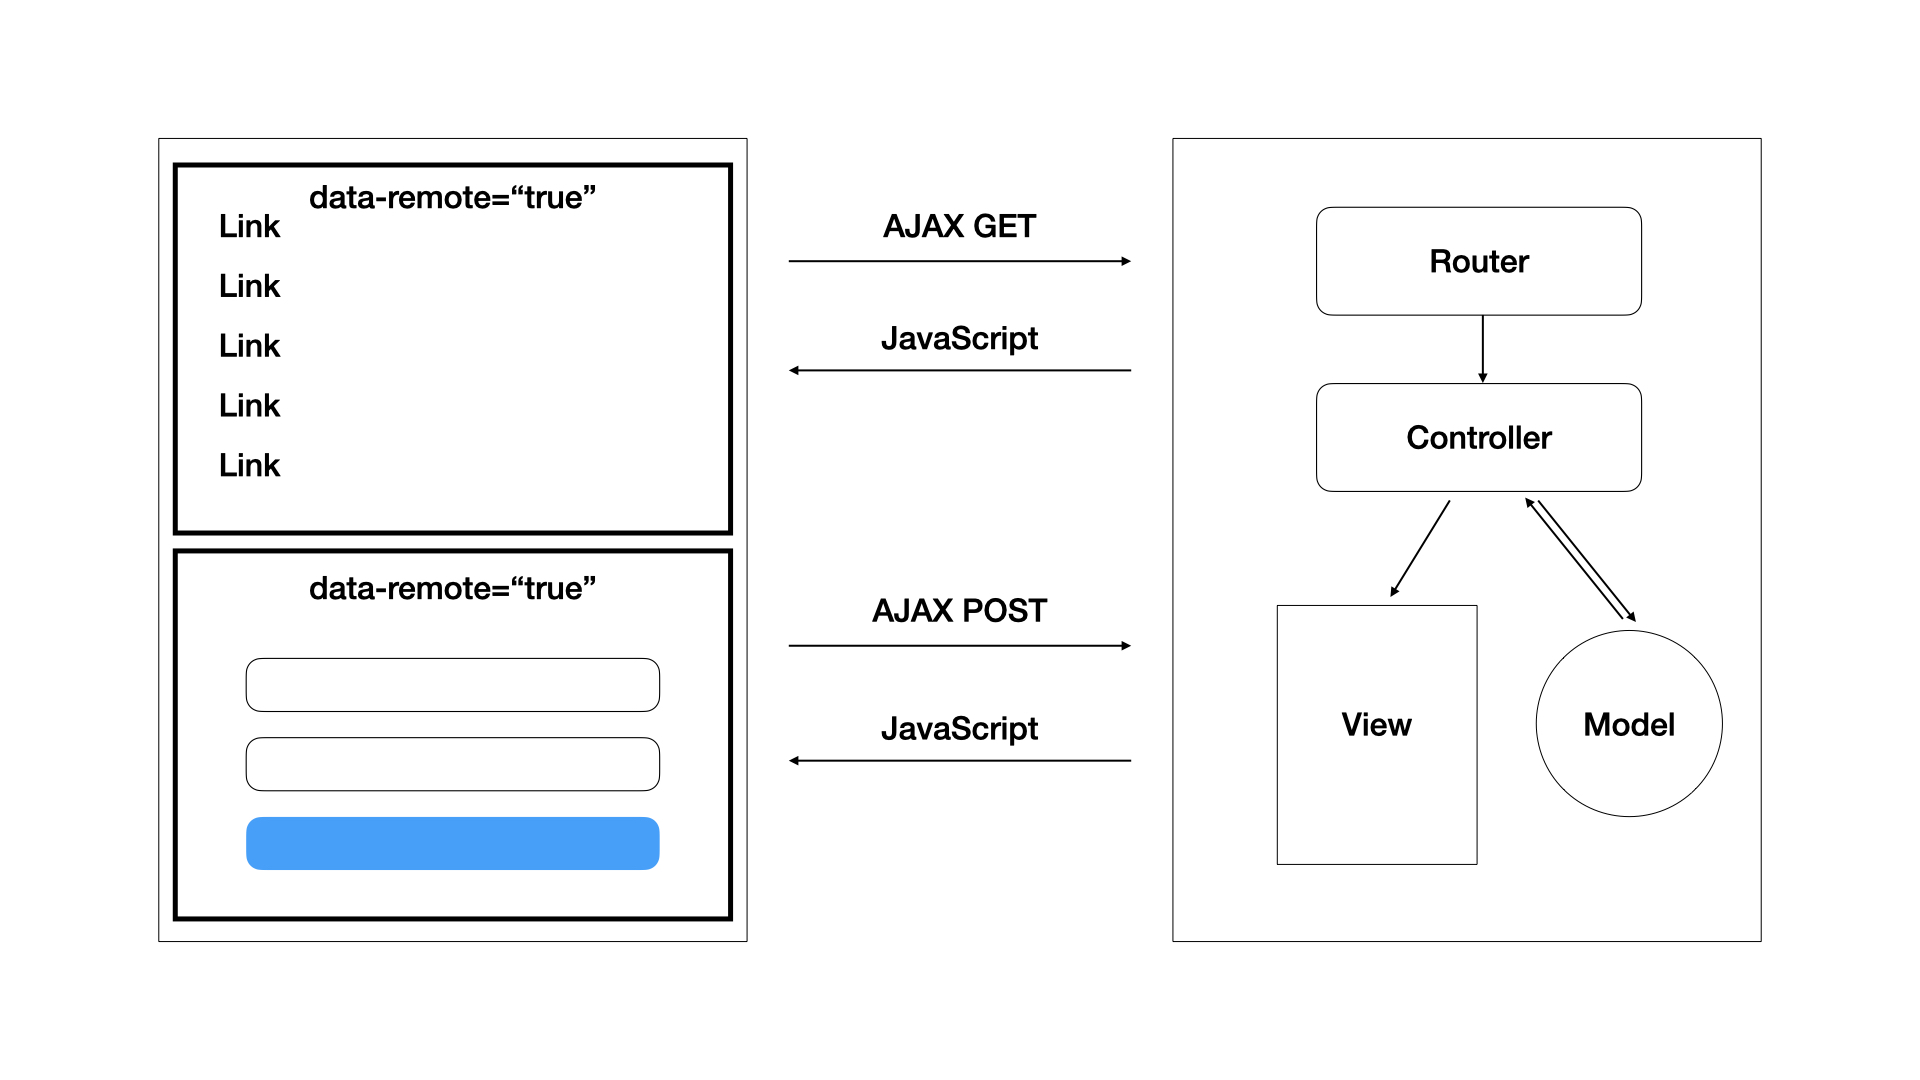 data-remote=“true”
Link
Link
Link
Link
Link
data-remote=“true”
AJAX GET
JavaScript
AJAX POST
JavaScript
Router
Controller
View
Model